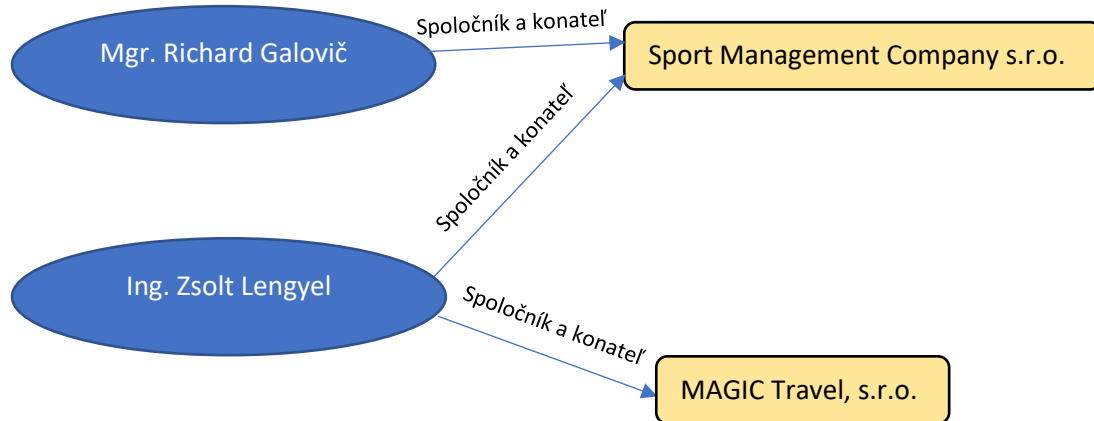 Spoločník a konateľ
Mgr. Richard Galovič
Sport Management Company s.r.o.
Spoločník a konateľ
Ing. Zsolt Lengyel
Spoločník a konateľ
MAGIC Travel, s.r.o.